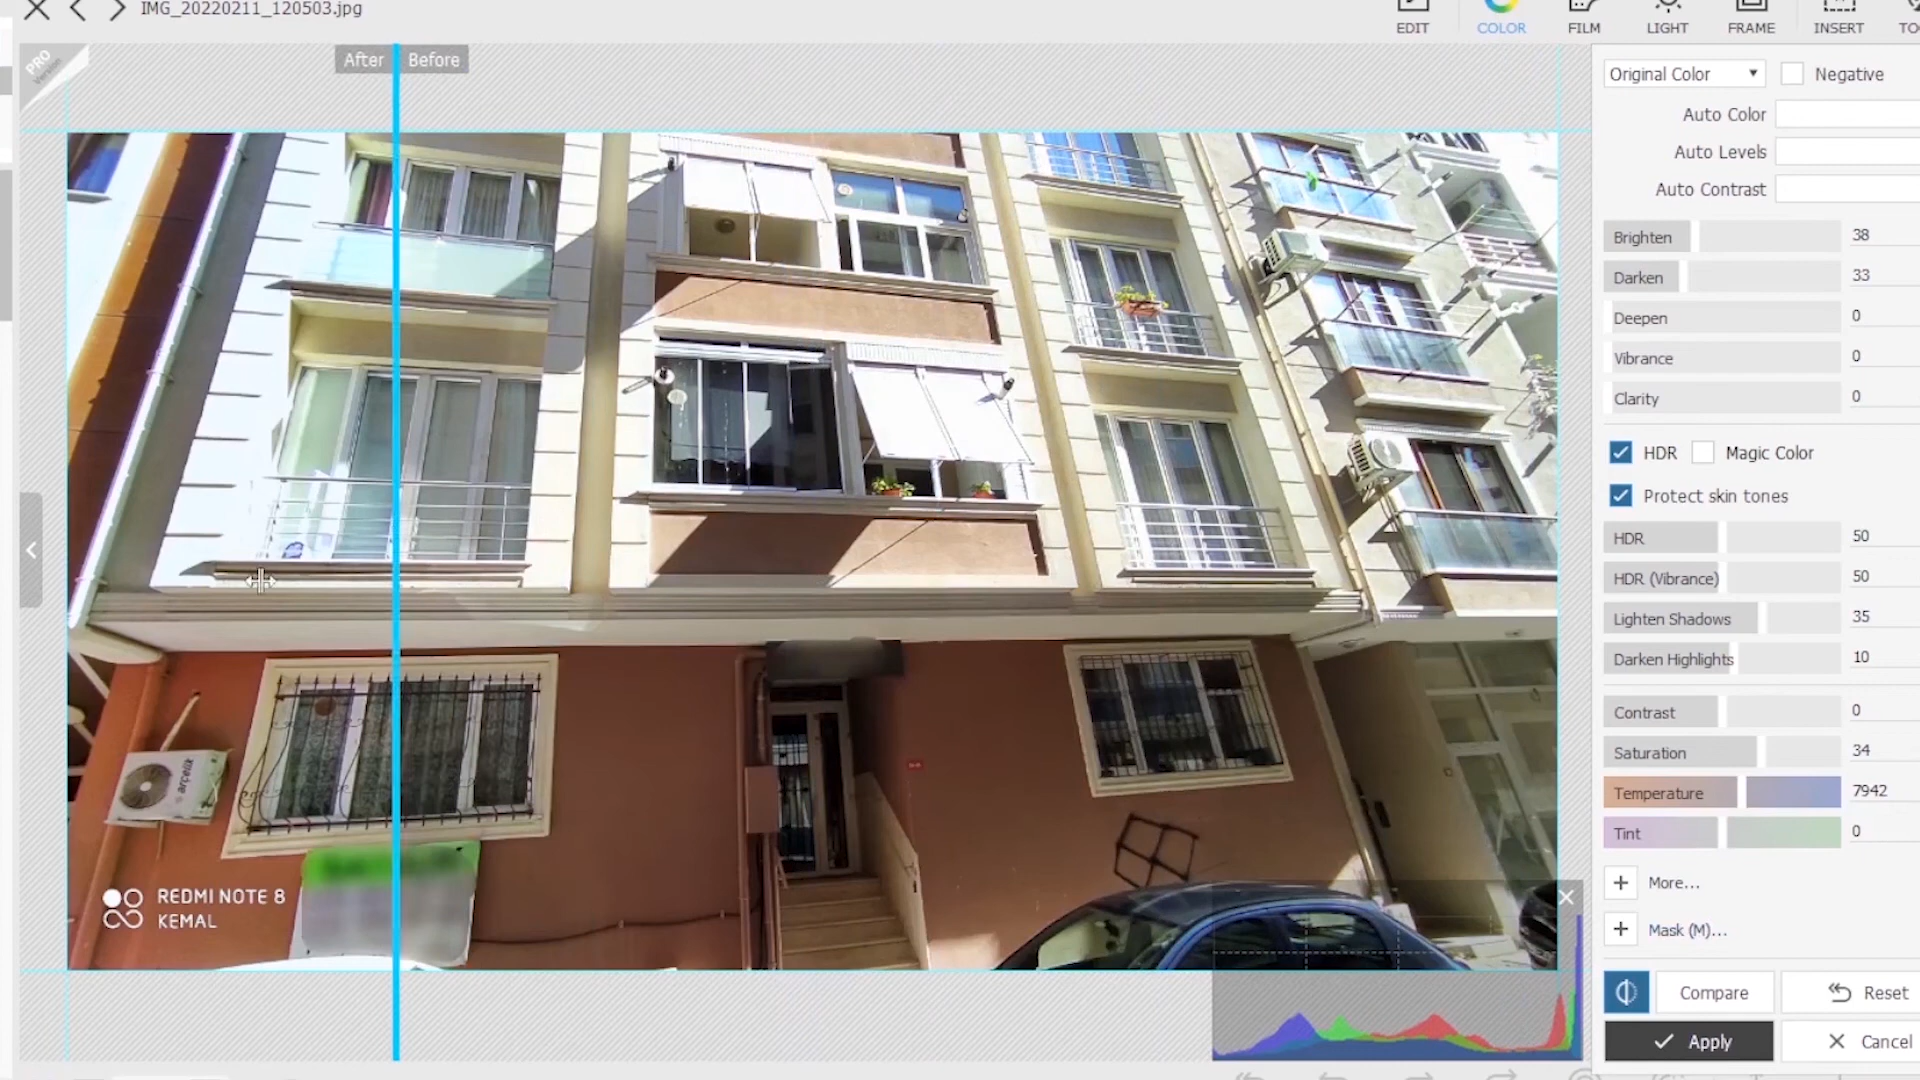 IMG_20220211_120503.jpg
EDIT
COLOR
FILM
LIGHT
FRAME
INSERT
PRO
Version
After
Before
Original Color
Negative
Auto Color
Auto Levels
Auto Contrast
Brighten 38
Darken 33
Deepen 0
Vibrance 0
Clarity 0
HDR
Magic Color
Protect skin tones
HDR 50
HDR (Vibrance) 50
Lighten Shadows 35
Darken Highlights 10
Contrast 0
Saturation 34
Temperature 7942
Tint 0
More...
Mask (M)...
Compare
Reset
Apply
Cancel
arçelik
REDMI NOTE 8
KEMAL